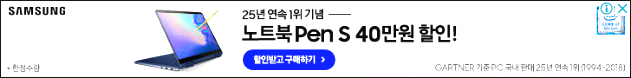 SAMSUNG
25년 연속 1위 기념
노트북 Pen S 40만원 할인!
할인받고 구매하기 >
* 한정수량
GARTNER 기준 PC 국내 판매 25년 연속 1위 (1994-2018)